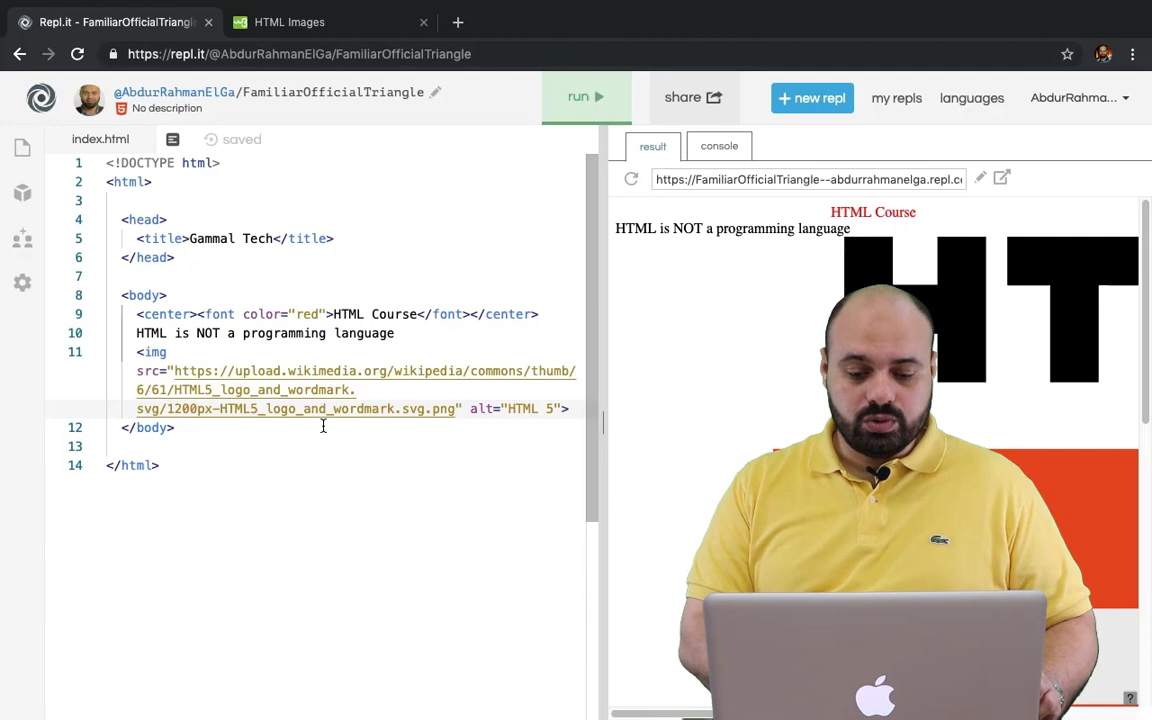 Repl.it - FamiliarOfficialTriangle
HTML Images
https://repl.it/@AbdurRahmanElGa/FamiliarOfficialTriangle
@AbdurRahmanElGa/FamiliarOfficialTriangle
No description
run
share
+ new repl
my repls
languages
AbdurRahma...
index.html
saved
result
console
https://FamiliarOfficialTriangle--abdurrahmanelga.repl.c
1 <!DOCTYPE html>
2 <html>
3
4 <head>
5 <title>Gammal Tech</title>
6 </head>
7
8 <body>
9 <center><font color="red">HTML Course</font></center>
10 HTML is NOT a programming language
11 <img
src="https://upload.wikimedia.org/wikipedia/commons/thumb/
6/61/HTML5_logo_and_wordmark.
svg/1200px-HTML5_logo_and_wordmark.svg.png" alt="HTML 5">
12 </body>
13
14 </html>
HTML Course
HTML is NOT a programming language
HT
?